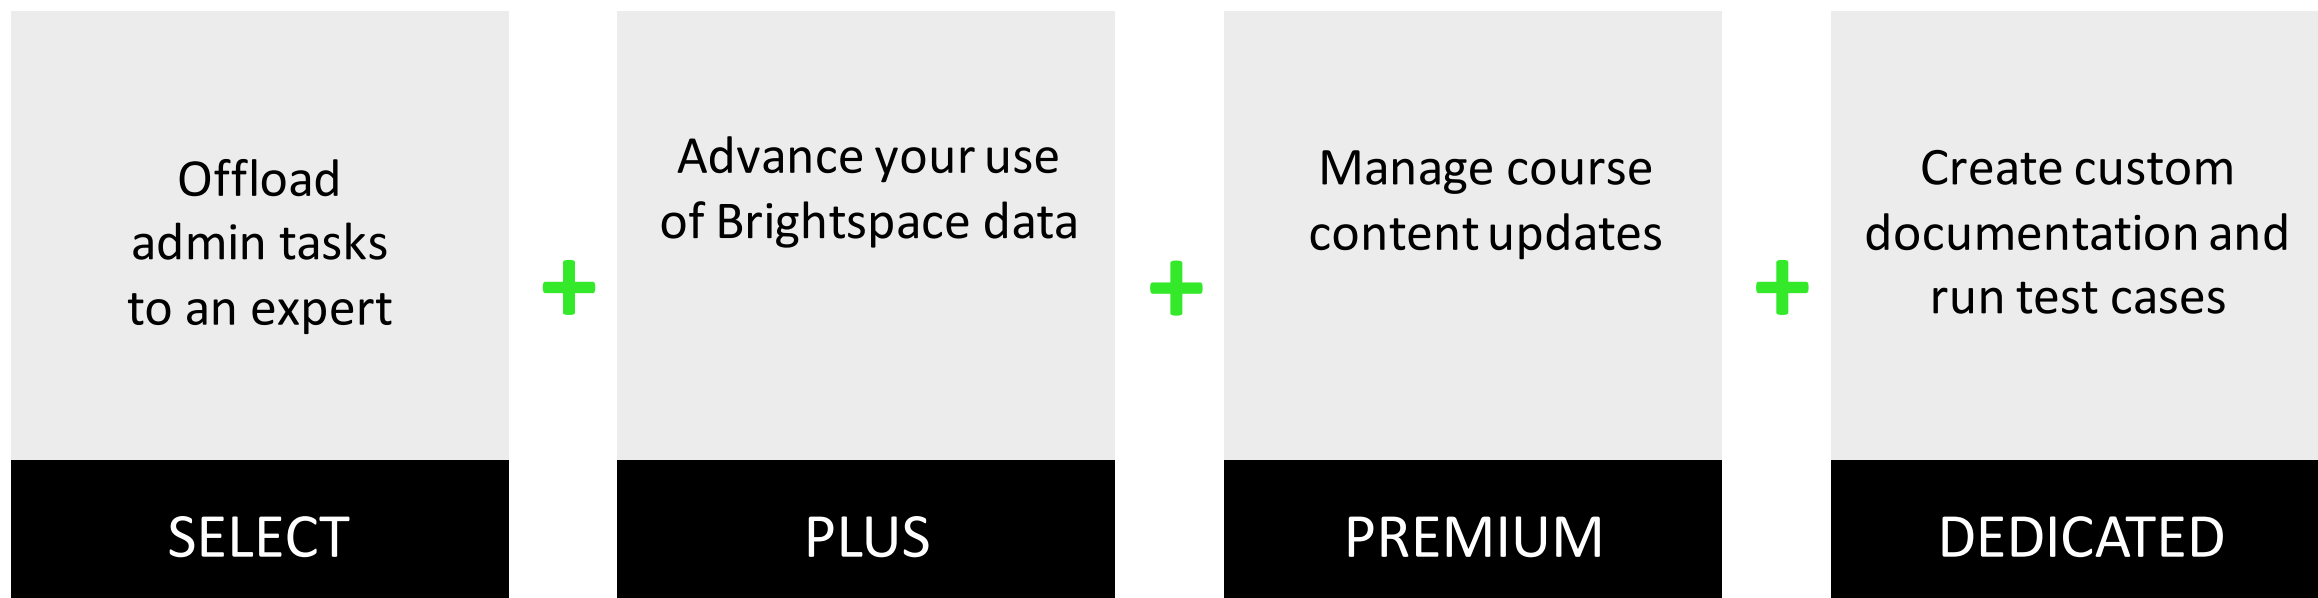 Offload
admin tasks
to an expert
SELECT
+
Advance your use
of Brightspace data
PLUS
+
Manage course
content updates
PREMIUM
+
Create custom
documentation and
run test cases
DEDICATED